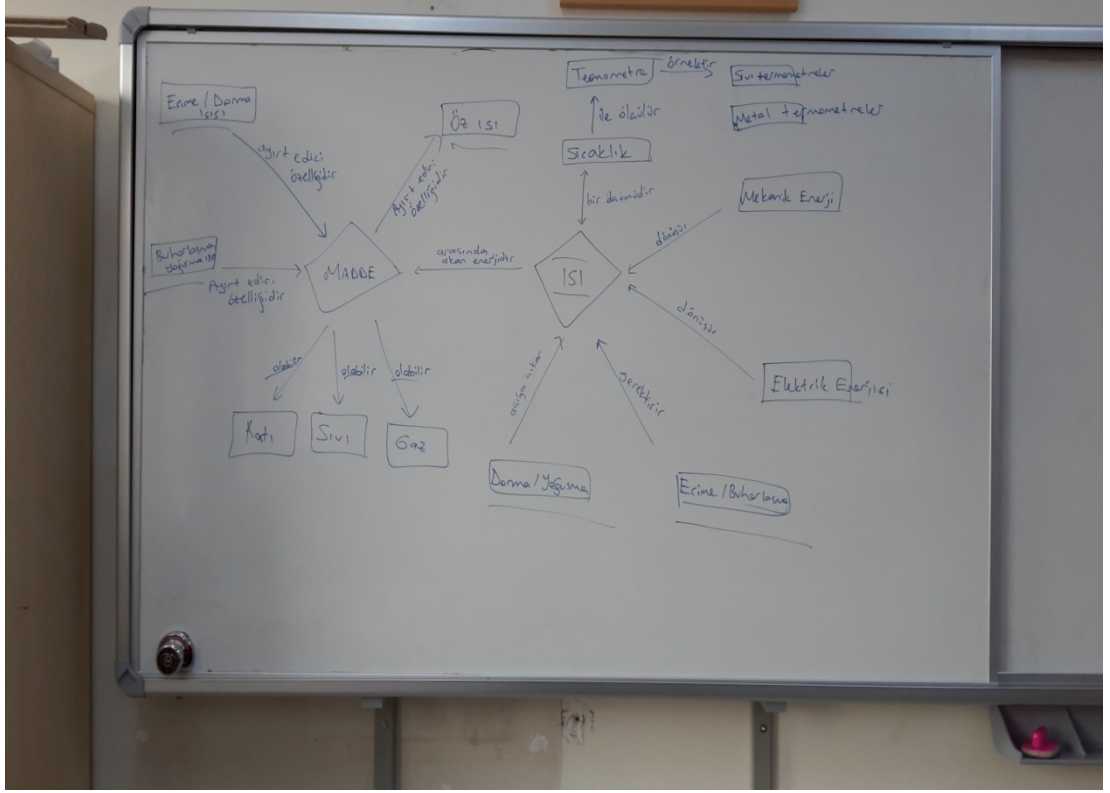 Erime / Donma
ısısı
ayırt edici
özelliğidir
Öz ısı
Ayırt edici
özelliğidir
Buharlaşma
yoğuşma ısısı
Ayırt edici
özelliğidir
MADDE
olabilir
olabilir
olabilir
Katı
Sıvı
Gaz
arasında
akan enerjidir
ISI
Termometre
örnektir
Sıvı termometreler
Metal termometreler
ile ölçülür
Sıcaklık
bir
Mekanik Enerji
dönüşür
dönüşür
Elektrik Enerjisi
açığa çıkar
gerektirir
Donma / Yoğuşma
Erime / Buharlaşma